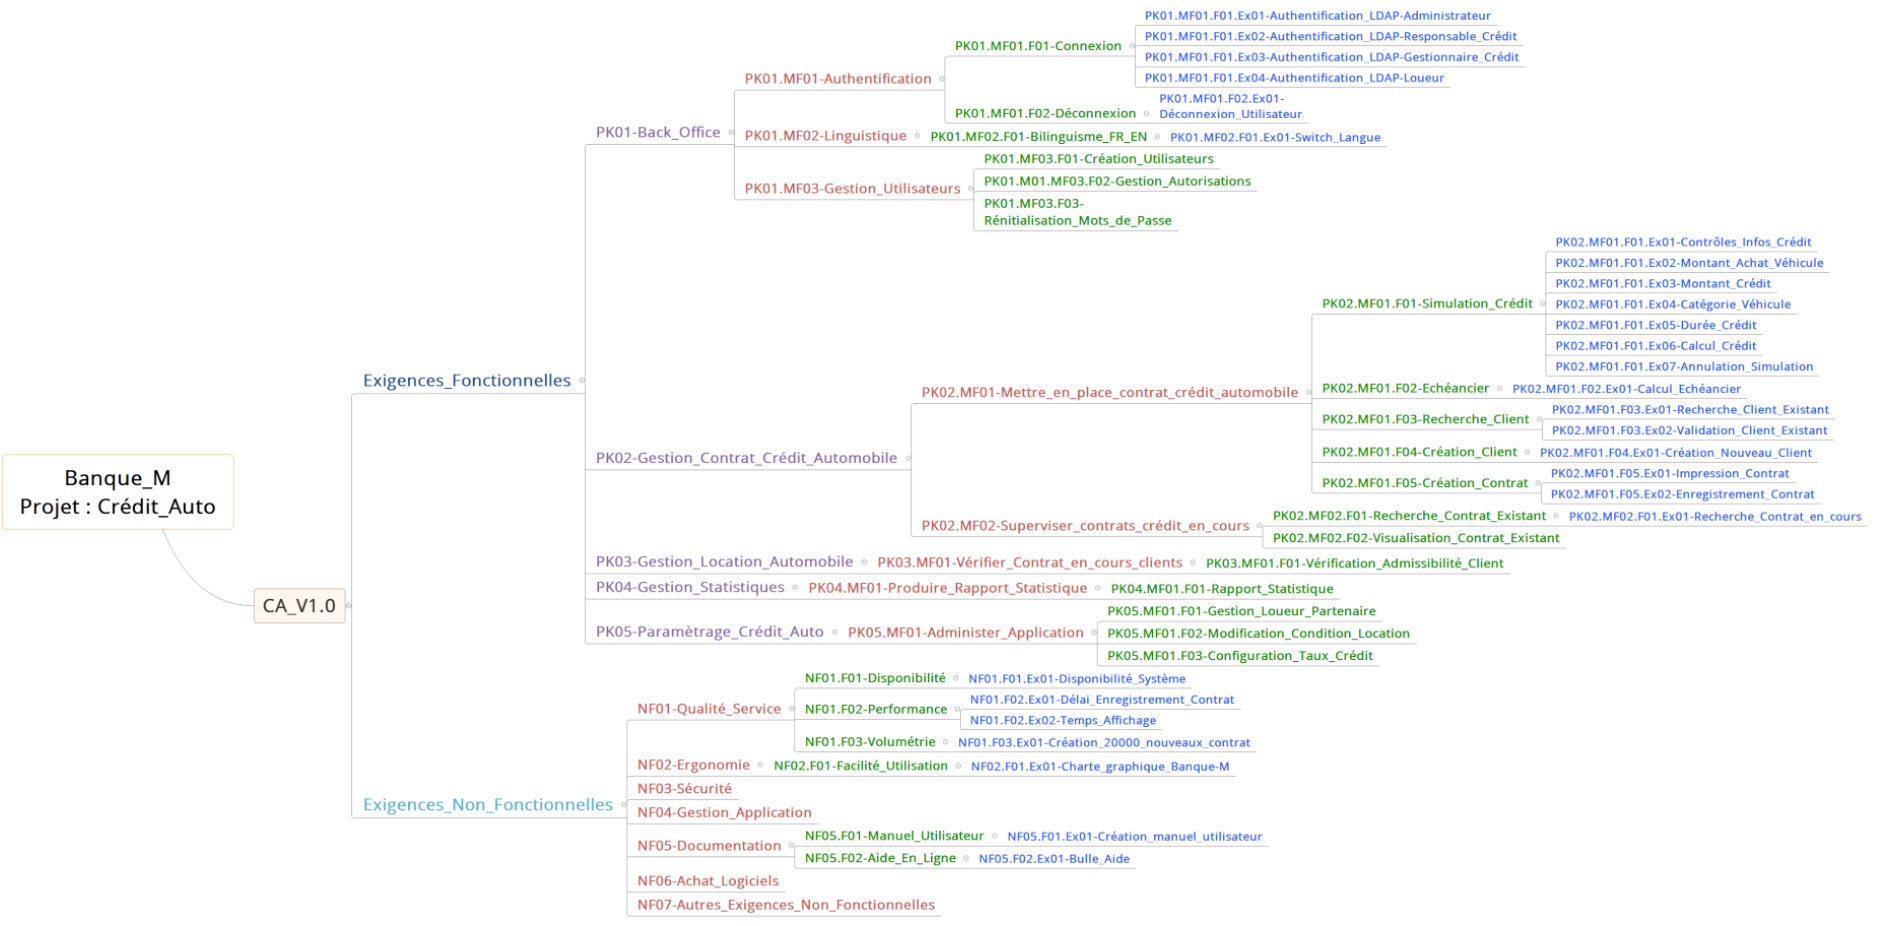 Banque_M
Projet : Crédit_Auto
CA_V1.0
Exigences_Fonctionnelles
PK01-Back_Office
PK01.MF01-Authentification
PK01.MF01.F01-Connexion
PK01.MF01.F01.Ex01-Authentification_LDAP-Administrateur
PK01.MF01.F01.Ex02-Authentification_LDAP-Responsable_Crédit
PK01.MF01.F01.Ex03-Authentification_LDAP-Gestionnaire_Crédit
PK01.MF01.F01.Ex04-Authentification_LDAP-Loueur
PK01.MF01.F02-Déconnexion
PK01.MF01.F02.Ex01-
Déconnexion_Utilisateur
PK01.MF02-Linguistique
PK01.MF02.F01-Bilinguisme_FR_EN
PK01.MF02.F01.Ex01-Switch_Langue
PK01.MF03-Gestion_Utilisateurs
PK01.MF03.F01-Création_Utilisateurs
PK01.M01.MF03.F02-Gestion_Autorisations
PK01.MF03.F03-
Rénitialisation_Mots_de_Passe
PK02-Gestion_Contrat_Crédit_Automobile
PK02.MF01-Mettre_en_place_contrat_crédit_automobile
PK02.MF01.F01-Simulation_Crédit
PK02.MF01.F01.Ex01-Contrôles_Infos_Crédit
PK02.MF01.F01.Ex02-Montant_Achat_Véhicule
PK02.MF01.F01.Ex03-Montant_Crédit
PK02.MF01.F01.Ex04-Catégorie_Véhicule
PK02.MF01.F01.Ex05-Durée_Crédit
PK02.MF01.F01.Ex06-Calcul_Crédit
PK02.MF01.F01.Ex07-Annulation_Simulation
PK02.MF01.F02-Echéancier
PK02.MF01.F02.Ex01-Calcul_Echéancier
PK02.MF01.F03-Recherche_Client
PK02.MF01.F03.Ex01-Recherche_Client_Existant
PK02.MF01.F03.Ex02-Validation_Client_Existant
PK02.MF01.F04-Création_Client
PK02.MF01.F04.Ex01-Création_Nouveau_Client
PK02.MF01.F05-Création_Contrat
PK02.MF01.F05.Ex01-Impression_Contrat
PK02.MF01.F05.Ex02-Enregistrement_Contrat
PK02.MF02-Superviser_contrats_crédit_en_cours
PK02.MF02.F01-Recherche_Contrat_Existant
PK02.MF02.F01.Ex01-Recherche_Contrat_en_cours
PK02.MF02.F02-Visualisation_Contrat_Existant
PK03-Gestion_Location_Automobile
PK03.MF01-Vérifier_Contrat_en_cours_clients
PK03.MF01.F01-Vérification_Admissibilité_Client
PK04-Gestion_Statistiques
PK04.MF01-Produire_Rapport_Statistique
PK04.MF01.F01-Rapport_Statistique
PK05-Paramètrage_Crédit_Auto
PK05.MF01-Administer_Application
PK05.MF01.F01-Gestion_Loueur_Partenaire
PK05.MF01.F02-Modification_Condition_Location
PK05.MF01.F03-Configuration_Taux_Crédit
Exigences_Non_Fonctionnelles
NF01-Qualité_Service
NF01.F01-Disponibilité
NF01.F01.Ex01-Disponibilité_Système
NF01.F02-Performance
NF01.F02.Ex01-Délai_Enregistrement_Contrat
NF01.F02.Ex02-Temps_Affichage
NF01.F03-Volumétrie
NF01.F03.Ex01-Création_20000_nouveaux_contrat
NF02-Ergonomie
NF02.F01-Facilité_Utilisation
NF02.F01.Ex01-Charte_graphique_Banque-M
NF03-Sécurité
NF04-Gestion_Application
NF05-Documentation
NF05.F01-Manuel_Utilisateur
NF05.F01.Ex01-Création_manuel_utilisateur
NF05.F02-Aide_En_Ligne
NF05.F02.Ex01-Bulle_Aide
NF06-Achat_Logiciels
NF07-Autres_Exigences_Non_Fonctionnelles